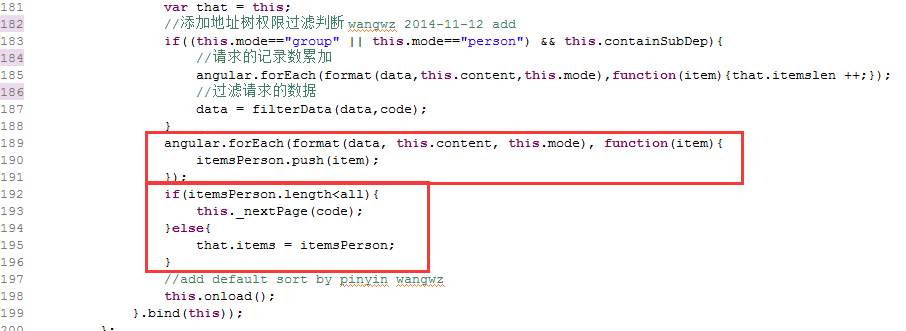 181 var that = this;
182 //添加地址树权限过滤判断 wangwz 2014-11-12 add
183 if((this.mode=="group" || this.mode=="person") && this.containSubDep){
184 //请求的记录数累加
185 angular.forEach(format(data,this.content,this.mode),function(item){that.itemslen ++;});
186 //过滤请求的数据
187 data = filterData(data,code);
188 }
189 angular.forEach(format(data, this.content, this.mode), function(item){
190 itemsPerson.push(item);
191 });
192 if(itemsPerson.length<all){
193 this._nextPage(code);
194 }else{
195 that.items = itemsPerson;
196 }
197 //add default sort by pinyin wangwz
198 this.onload();
199 }.bind(this));
200 };